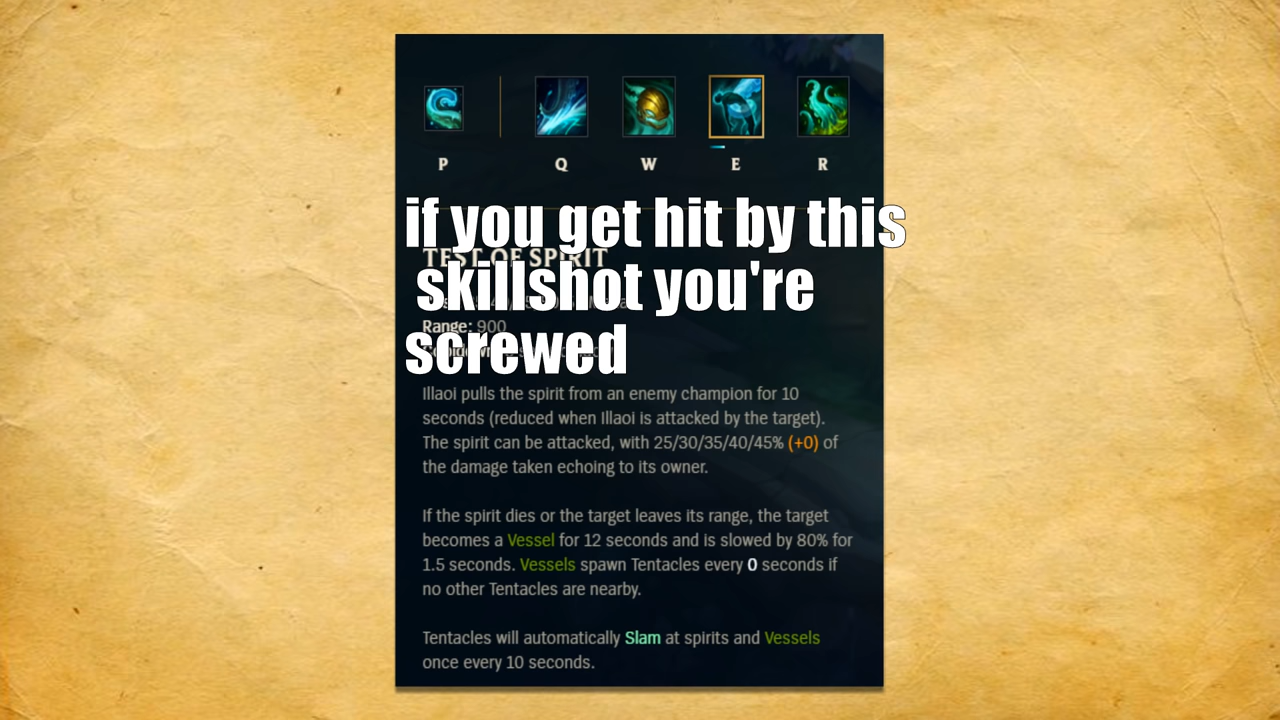 P Q W E R
if you get hit by this
TEST OF SPIRIT
skillshot you're
Range: 900
screwed
Illaoi pulls the spirit from an enemy champion for 10
seconds (reduced when Illaoi is attacked by the target).
The spirit can be attacked, with 25/30/35/40/45% (+0) of
the damage taken echoing to its owner.
If the spirit dies or the target leaves its range, the target
becomes a Vessel for 12 seconds and is slowed by 80% for
1.5 seconds. Vessels spawn Tentacles every 0 seconds if
no other Tentacles are nearby.
Tentacles will automatically Slam at spirits and Vessels
once every 10 seconds.